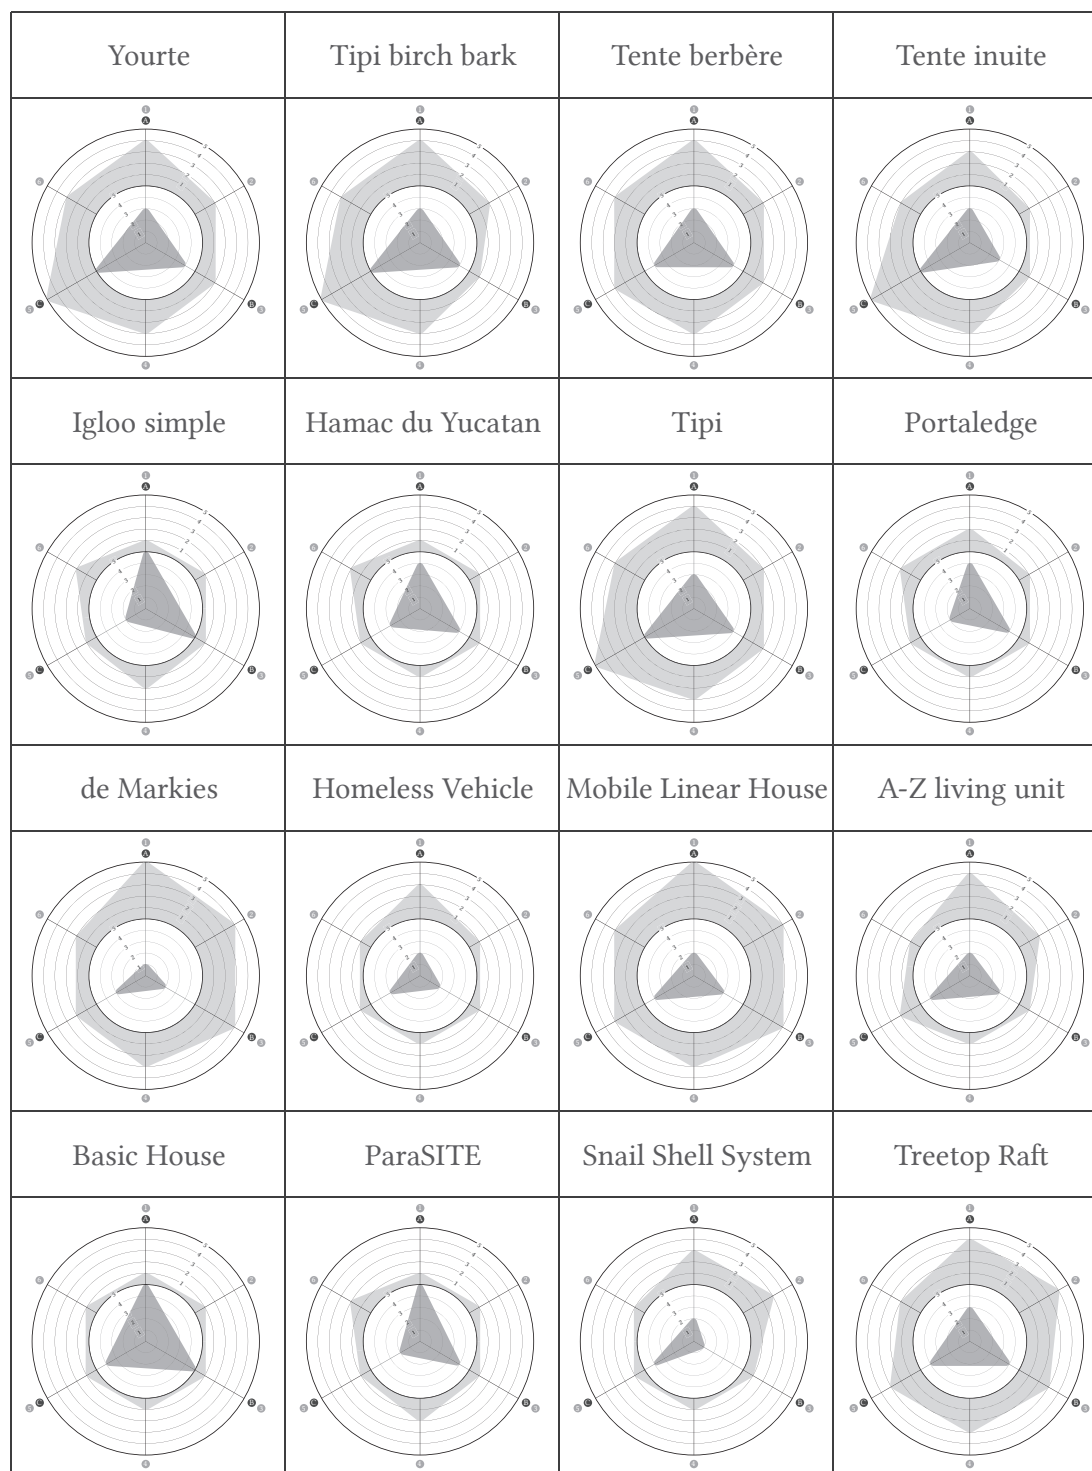 Yourte Tipi birch bark Tente berbère Tente inuite
Igloo simple Hamac du Yucatan Tipi Portaledge
de Markies Homeless Vehicle Mobile Linear House A-Z living unit
Basic House ParaSITE Snail Shell System Treetop Raft